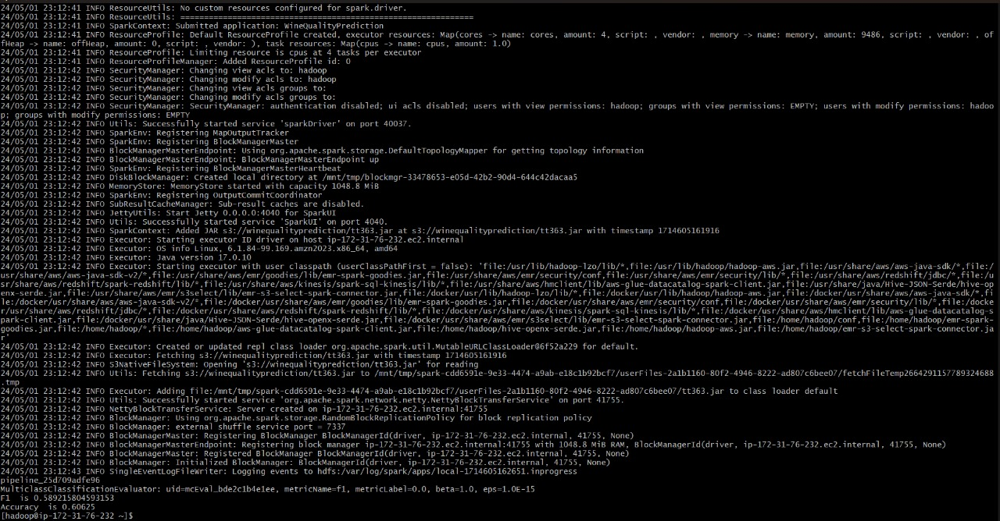 24/05/01 23:12:41 INFO ResourceUtils: No custom resources configured for spark.driver.
24/05/01 23:12:41 INFO ResourceUtils: ==============================================================
24/05/01 23:12:41 INFO SparkContext: Submitted application: WineQualityPrediction
24/05/01 23:12:41 INFO ResourceProfile: Default ResourceProfile created, executor resources: Map(cores -> name: cores, amount: 4, script: , vendor: , memory -> name: memory, amount: 9486, script: , vendor: , of
fHeap -> name: offHeap, amount: 0, script: , vendor: ), task resources: Map(cpus -> name: cpus, amount: 1.0)
24/05/01 23:12:41 INFO ResourceProfile: Limiting resource is cpus at 4 tasks per executor
24/05/01 23:12:41 INFO ResourceProfileManager: Added ResourceProfile id: 0
24/05/01 23:12:42 INFO SecurityManager: Changing view acls to: hadoop
24/05/01 23:12:42 INFO SecurityManager: Changing modify acls to: hadoop
24/05/01 23:12:42 INFO SecurityManager: Changing view acls groups to:
24/05/01 23:12:42 INFO SecurityManager: Changing modify acls groups to:
24/05/01 23:12:42 INFO SecurityManager: SecurityManager: authentication disabled; ui acls disabled; users with view permissions: hadoop; groups with view permissions: EMPTY; users with modify permissions: hadoo
p; groups with modify permissions: EMPTY
24/05/01 23:12:42 INFO Utils: Successfully started service 'sparkDriver' on port 40037.
24/05/01 23:12:42 INFO SparkEnv: Registering MapOutputTracker
24/05/01 23:12:42 INFO SparkEnv: Registering BlockManagerMaster
24/05/01 23:12:42 INFO BlockManagerMasterEndpoint: Using org.apache.spark.storage.DefaultTopologyMapper for getting topology information
24/05/01 23:12:42 INFO BlockManagerMasterEndpoint: BlockManagerMasterEndpoint up
24/05/01 23:12:42 INFO SparkEnv: Registering BlockManagerMasterHeartbeat
24/05/01 23:12:42 INFO DiskBlockManager: Created local directory at /mnt/tmp/blockmgr-33478653-e05d-42b2-90d4-644c42dacaa5
24/05/01 23:12:42 INFO MemoryStore: MemoryStore started with capacity 1048.8 MiB
24/05/01 23:12:42 INFO SparkEnv: Registering OutputCommitCoordinator
24/05/01 23:12:42 INFO SubResultCacheManager: Sub-result caches are disabled.
24/05/01 23:12:42 INFO JettyUtils: Start Jetty 0.0.0.0:4040 for SparkUI
24/05/01 23:12:42 INFO Utils: Successfully started service 'SparkUI' on port 4040.
24/05/01 23:12:42 INFO SparkContext: Added JAR s3://winequalityprediction/tt363.jar at s3://winequalityprediction/tt363.jar with timestamp 1714605161916
24/05/01 23:12:42 INFO Executor: Starting executor ID driver on host ip-172-31-76-232.ec2.internal
24/05/01 23:12:42 INFO Executor: OS info Linux, 6.1.84-99.169.amzn2023.x86_64, amd64
24/05/01 23:12:42 INFO Executor: Java version 17.0.10
24/05/01 23:12:42 INFO Executor: Starting executor with user classpath (userClassPathFirst = false): 'file:/usr/lib/hadoop-lzo/lib/*,file:/usr/lib/hadoop/hadoop-aws.jar,file:/usr/share/aws/aws-java-sdk/*,file:/
usr/share/aws/aws-java-sdk-v2/*,file:/usr/share/aws/emr/goodies/lib/emr-spark-goodies.jar,file:/usr/share/aws/emr/security/conf,file:/usr/share/aws/emr/security/lib/*,file:/usr/share/aws/redshift/jdbc/*,file:/u
sr/share/aws/redshift/spark-redshift/lib/*,file:/usr/share/aws/kinesis/spark-sql-kinesis/lib/*,file:/usr/share/aws/hmclient/lib/aws-glue-datacatalog-spark-client.jar,file:/usr/share/java/Hive-JSON-Serde/hive-op
enx-serde.jar,file:/usr/share/aws/emr/s3select/lib/emr-s3-select-spark-connector.jar,file:/docker/usr/lib/hadoop-lzo/lib/*,file:/docker/usr/lib/hadoop/hadoop-aws.jar,file:/docker/usr/share/aws/aws-java-sdk/*,fi
le:/docker/usr/share/aws/aws-java-sdk-v2/*,file:/docker/usr/share/aws/emr/goodies/lib/emr-spark-goodies.jar,file:/docker/usr/share/aws/emr/security/conf,file:/docker/usr/share/aws/emr/security/lib/*,file:/docke
r/usr/share/aws/redshift/jdbc/*,file:/docker/usr/share/aws/redshift/spark-redshift/lib/*,file:/docker/usr/share/aws/kinesis/spark-sql-kinesis/lib/*,file:/docker/usr/share/aws/hmclient/lib/aws-glue-datacatalog-s
park-client.jar,file:/docker/usr/share/java/Hive-JSON-Serde/hive-openx-serde.jar,file:/docker/usr/share/aws/emr/s3select/lib/emr-s3-select-spark-connector.jar,file:/home/hadoop/conf,file:/home/hadoop/emr-spark-
goodies.jar,file:/home/hadoop/*,file:/home/hadoop/aws-glue-datacatalog-spark-client.jar,file:/home/hadoop/hive-openx-serde.jar,file:/home/hadoop/hadoop-aws.jar,file:/home/hadoop/emr-s3-select-spark-connector.ja
r'
24/05/01 23:12:42 INFO Executor: Created or updated repl class loader org.apache.spark.util.MutableURLClassLoader@6f52a229 for default.
24/05/01 23:12:42 INFO Executor: Fetching s3://winequalityprediction/tt363.jar with timestamp 1714605161916
24/05/01 23:12:42 INFO S3NativeFileSystem: Opening 's3://winequalityprediction/tt363.jar' for reading
24/05/01 23:12:42 INFO Utils: Fetching s3://winequalityprediction/tt363.jar to /mnt/tmp/spark-cdd6591e-9e33-4474-a9ab-e18c1b92bcf7/userFiles-2a1b1160-80f2-4946-8222-ad807c6bee07/fetchFileTemp2664291157789324688
.tmp
24/05/01 23:12:42 INFO Executor: Adding file:/mnt/tmp/spark-cdd6591e-9e33-4474-a9ab-e18c1b92bcf7/userFiles-2a1b1160-80f2-4946-8222-ad807c6bee07/tt363.jar to class loader default
24/05/01 23:12:42 INFO Utils: Successfully started service 'org.apache.spark.network.netty.NettyBlockTransferService' on port 41755.
24/05/01 23:12:42 INFO NettyBlockTransferService: Server created on ip-172-31-76-232.ec2.internal:41755
24/05/01 23:12:42 INFO BlockManager: Using org.apache.spark.storage.RandomBlockReplicationPolicy for block replication policy
24/05/01 23:12:42 INFO BlockManager: external shuffle service port = 7337
24/05/01 23:12:42 INFO BlockManagerMaster: Registering BlockManager BlockManagerId(driver, ip-172-31-76-232.ec2.internal, 41755, None)
24/05/01 23:12:42 INFO BlockManagerMasterEndpoint: Registering block manager ip-172-31-76-232.ec2.internal:41755 with 1048.8 MiB RAM, BlockManagerId(driver, ip-172-31-76-232.ec2.internal, 41755, None)
24/05/01 23:12:42 INFO BlockManagerMaster: Registered BlockManager BlockManagerId(driver, ip-172-31-76-232.ec2.internal, 41755, None)
24/05/01 23:12:42 INFO BlockManager: Initialized BlockManager: BlockManagerId(driver, ip-172-31-76-232.ec2.internal, 41755, None)
24/05/01 23:12:43 INFO SingleEventLogFileWriter: Logging events to hdfs:/var/log/spark/apps/local-1714605162651.inprogress
pipeline_25d709adfe96
MulticlassClassificationEvaluator: uid=mcEval_bde2c1b4e1ee, metricName=f1, metricLabel=0.0, beta=1.0, eps=1.0E-15
F1  is 0.589215804593153
Accuracy  is 0.60625
[hadoop@ip-172-31-76-232 ~]$